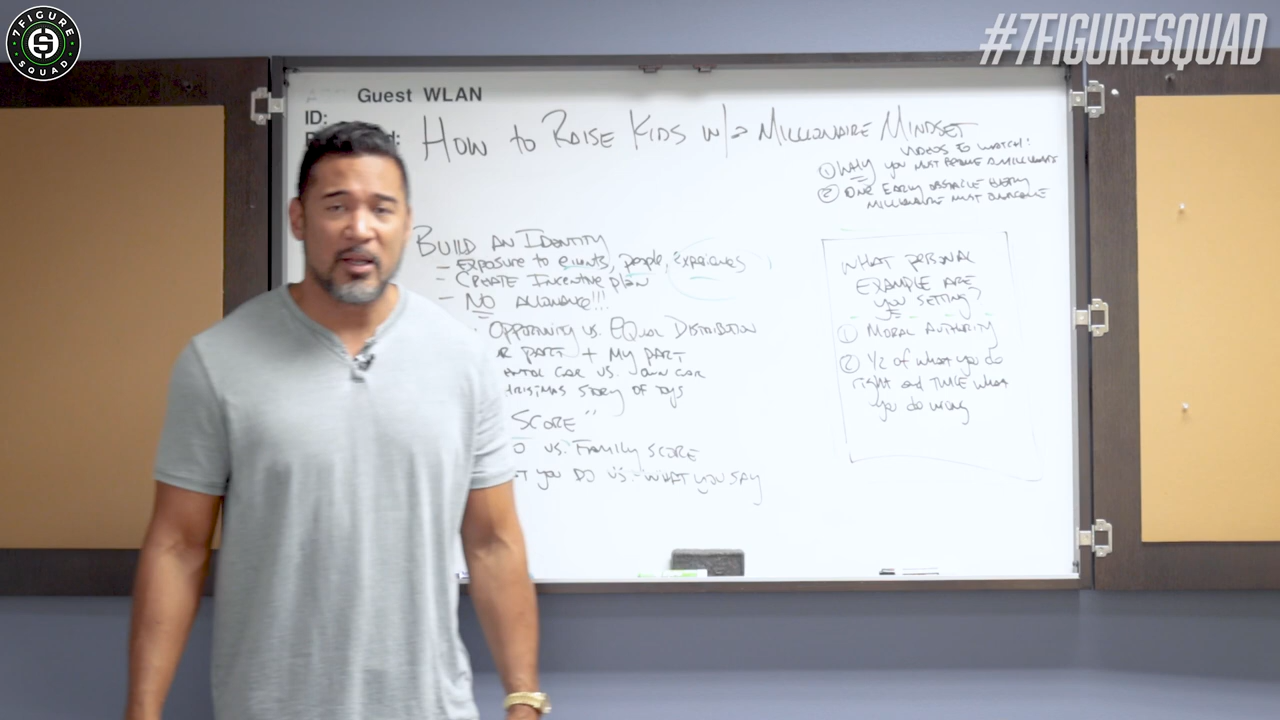 7 FIGURE SQUAD
#7FIGURESQUAD
Guest WLAN
ID:
HOW to RAISE KIDS w/a MILLIONAIRE MINDSET
VIDEOS TO WATCH:
① WHY YOU MUST BECOME A MILLIONAIRE
② ONE EARLY OBSTACLE EVERY
MILLIONAIRE MUST OVERCOME
BUILD AN IDENTITY
- EXPOSURE to events, people, experiences
- CREATE INCENTIVE plan
- NO ALLOWANCE!!!
OPPORTUNITY VS. EQUAL DISTRIBUTION
PART + MY PART
CAR VS. OWN CAR
CHRISTMAS STORY OF TOYS
SCORE"
VS. FAMILY SCORE
YOU DO VS. WHAT YOU SAY
WHAT PERSONAL
EXAMPLE ARE
YOU SETTING?
① MORAL AUTHORITY
② 1/2 of what you do
right and TWICE what
you do wrong